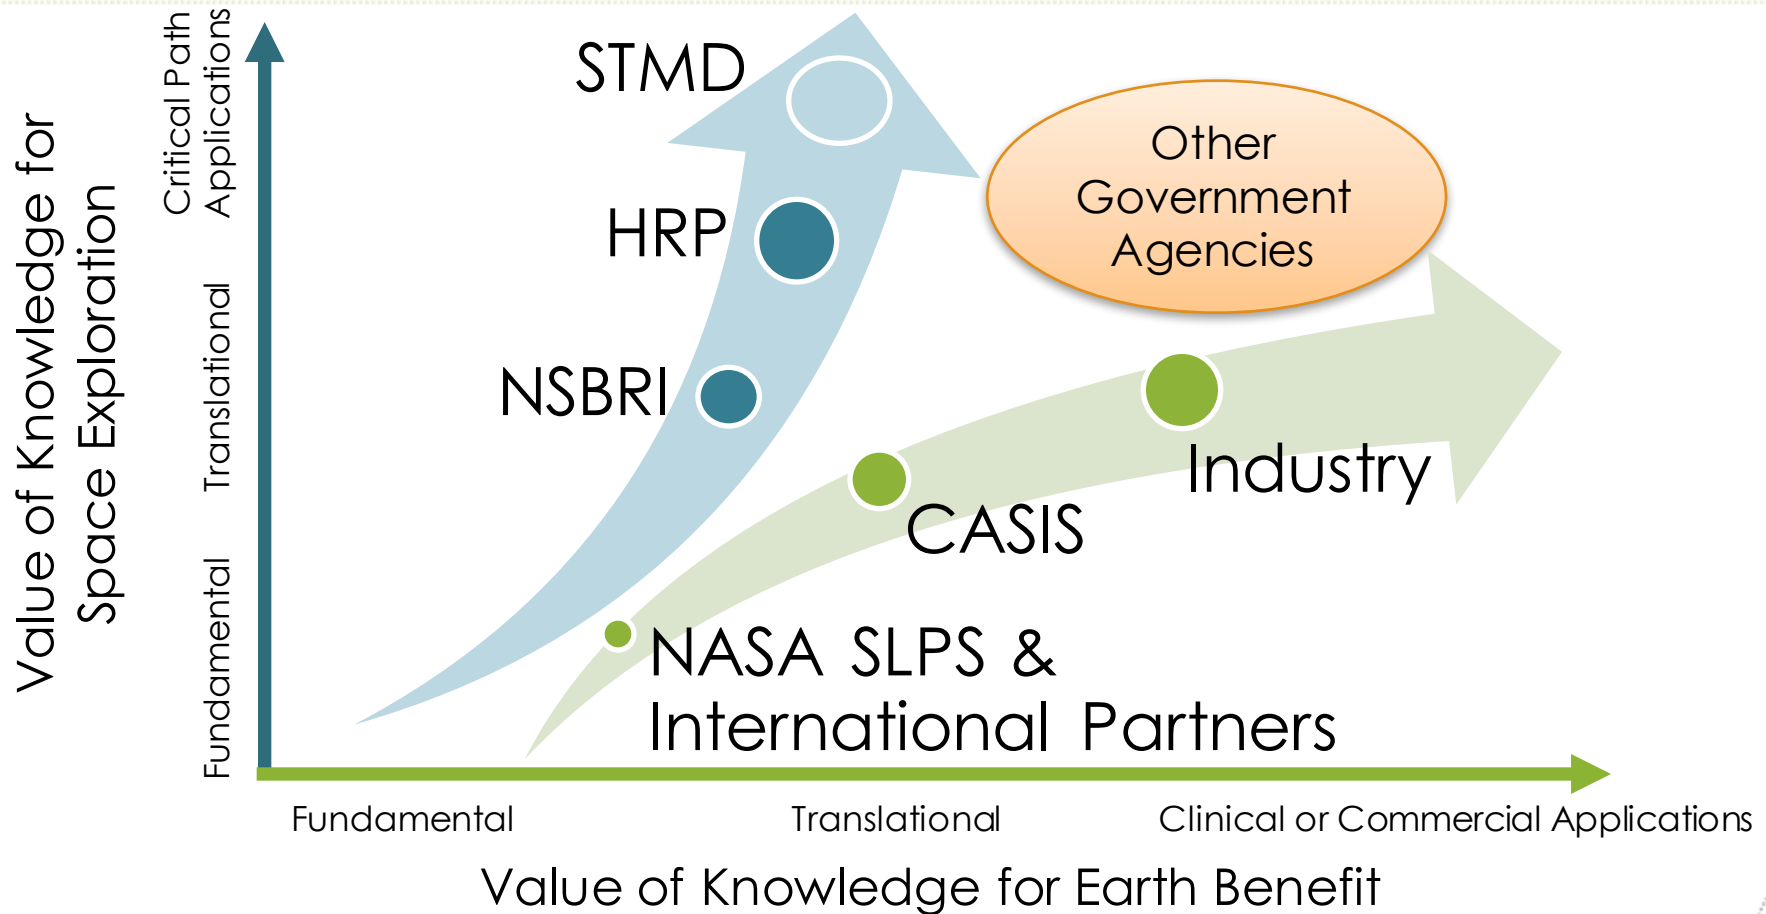 Value of Knowledge for
Space Exploration
Critical Path
Applications
Translational
Fundamental
STMD
HRP
NSBRI
Other
Government
Agencies
Industry
CASIS
NASA SLPS &
International Partners
Fundamental
Translational
Clinical or Commercial Applications
Value of Knowledge for Earth Benefit